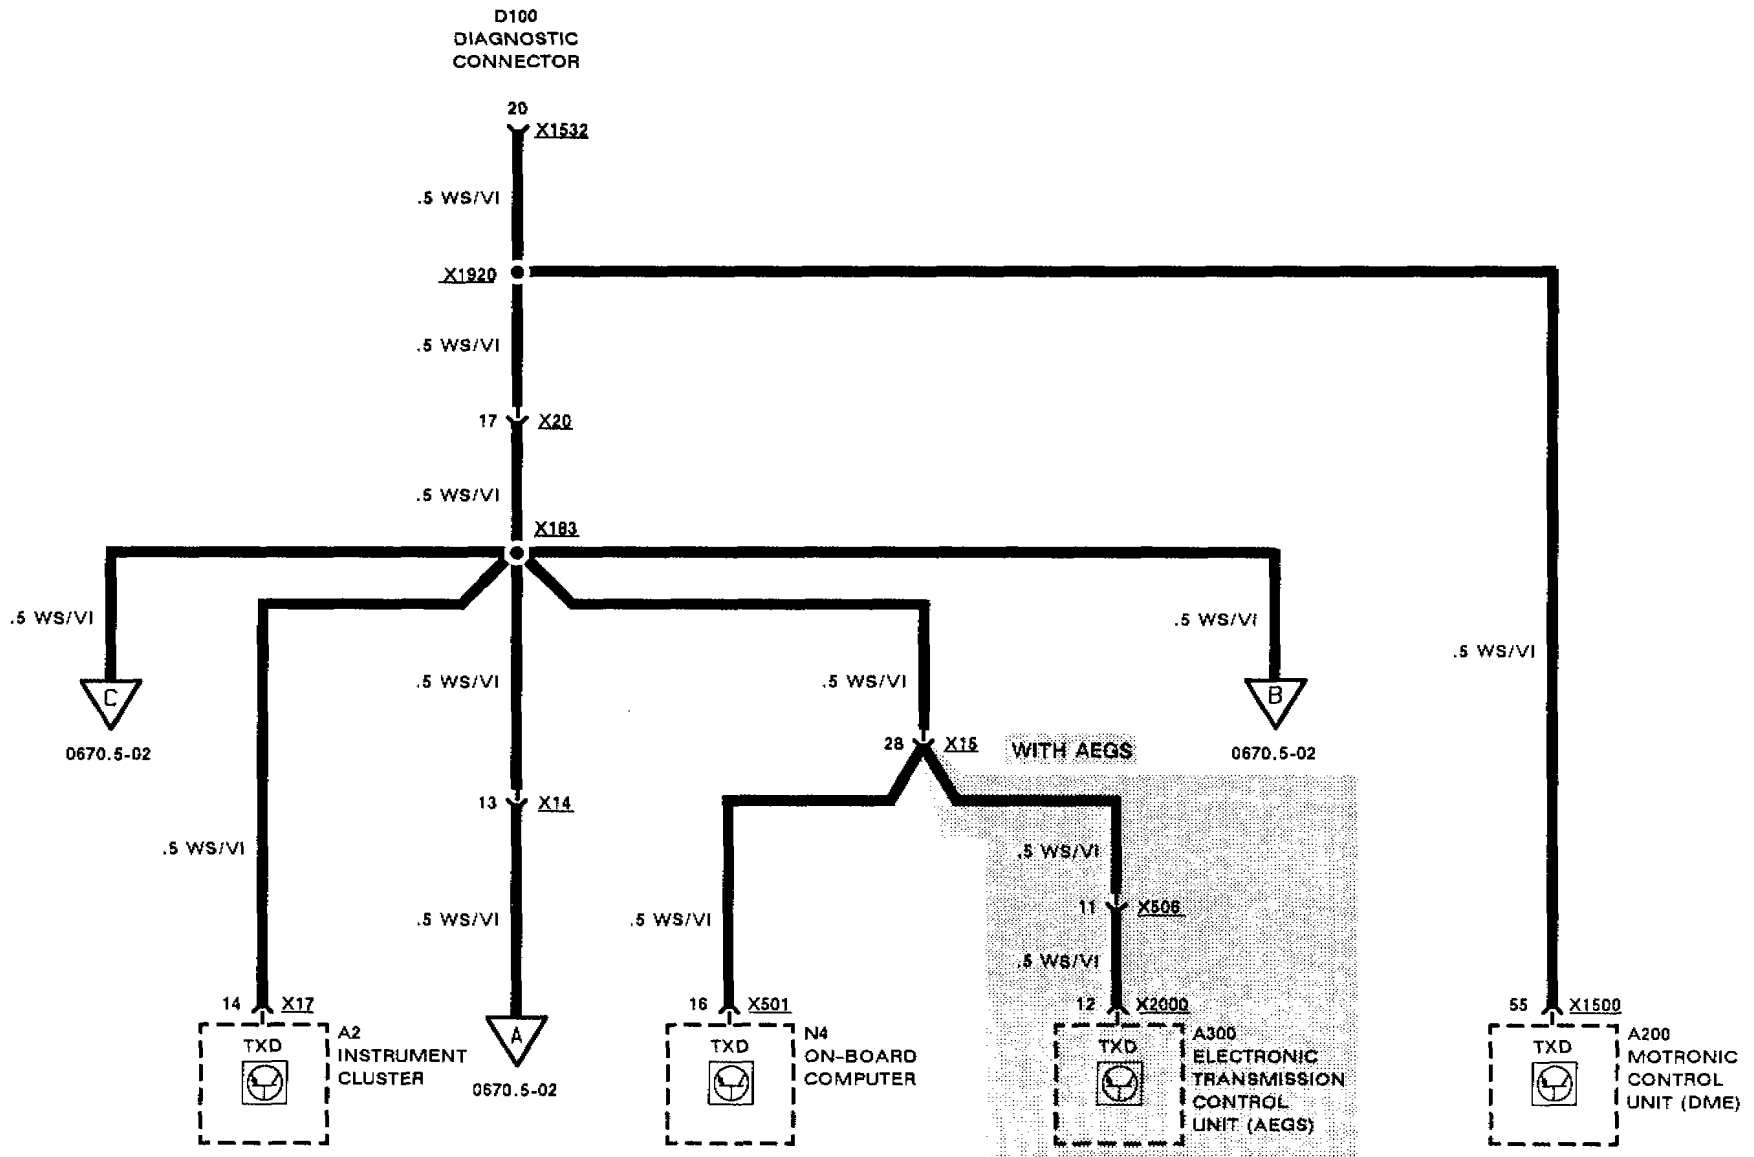 D100
DIAGNOSTIC
CONNECTOR
20
X1532
.5 WS/VI
X1920
.5 WS/VI
17
X20
.5 WS/VI
X183
.5 WS/VI
.5 WS/VI
.5 WS/VI
.5 WS/VI
.5 WS/VI
C
B
0670.5-02
28
X15
WITH AEGS
0670.5-02
13
X14
.5 WS/VI
.5 WS/VI
.5 WS/VI
.5 WS/VI
11
X506
.5 WS/VI
14
X17
16
X501
12
X2000
55
X1500
TXD
A2
INSTRUMENT
CLUSTER
A
0670.5-02
TXD
N4
ON-BOARD
COMPUTER
TXD
A300
ELECTRONIC
TRANSMISSION
CONTROL
UNIT (AEGS)
TXD
A200
MOTRONIC
CONTROL
UNIT (DME)